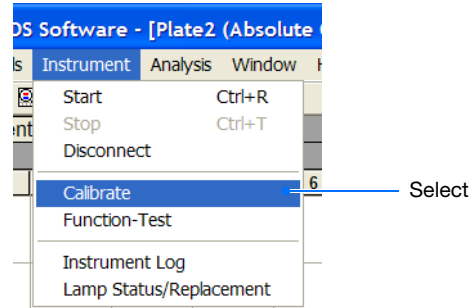 DS Software - [Plate2 (Absolute
ls Instrument Analysis Window
Start Ctrl+R
ent Stop Ctrl+T
Disconnect
Calibrate 6 Select
Function-Test
Instrument Log
Lamp Status/Replacement